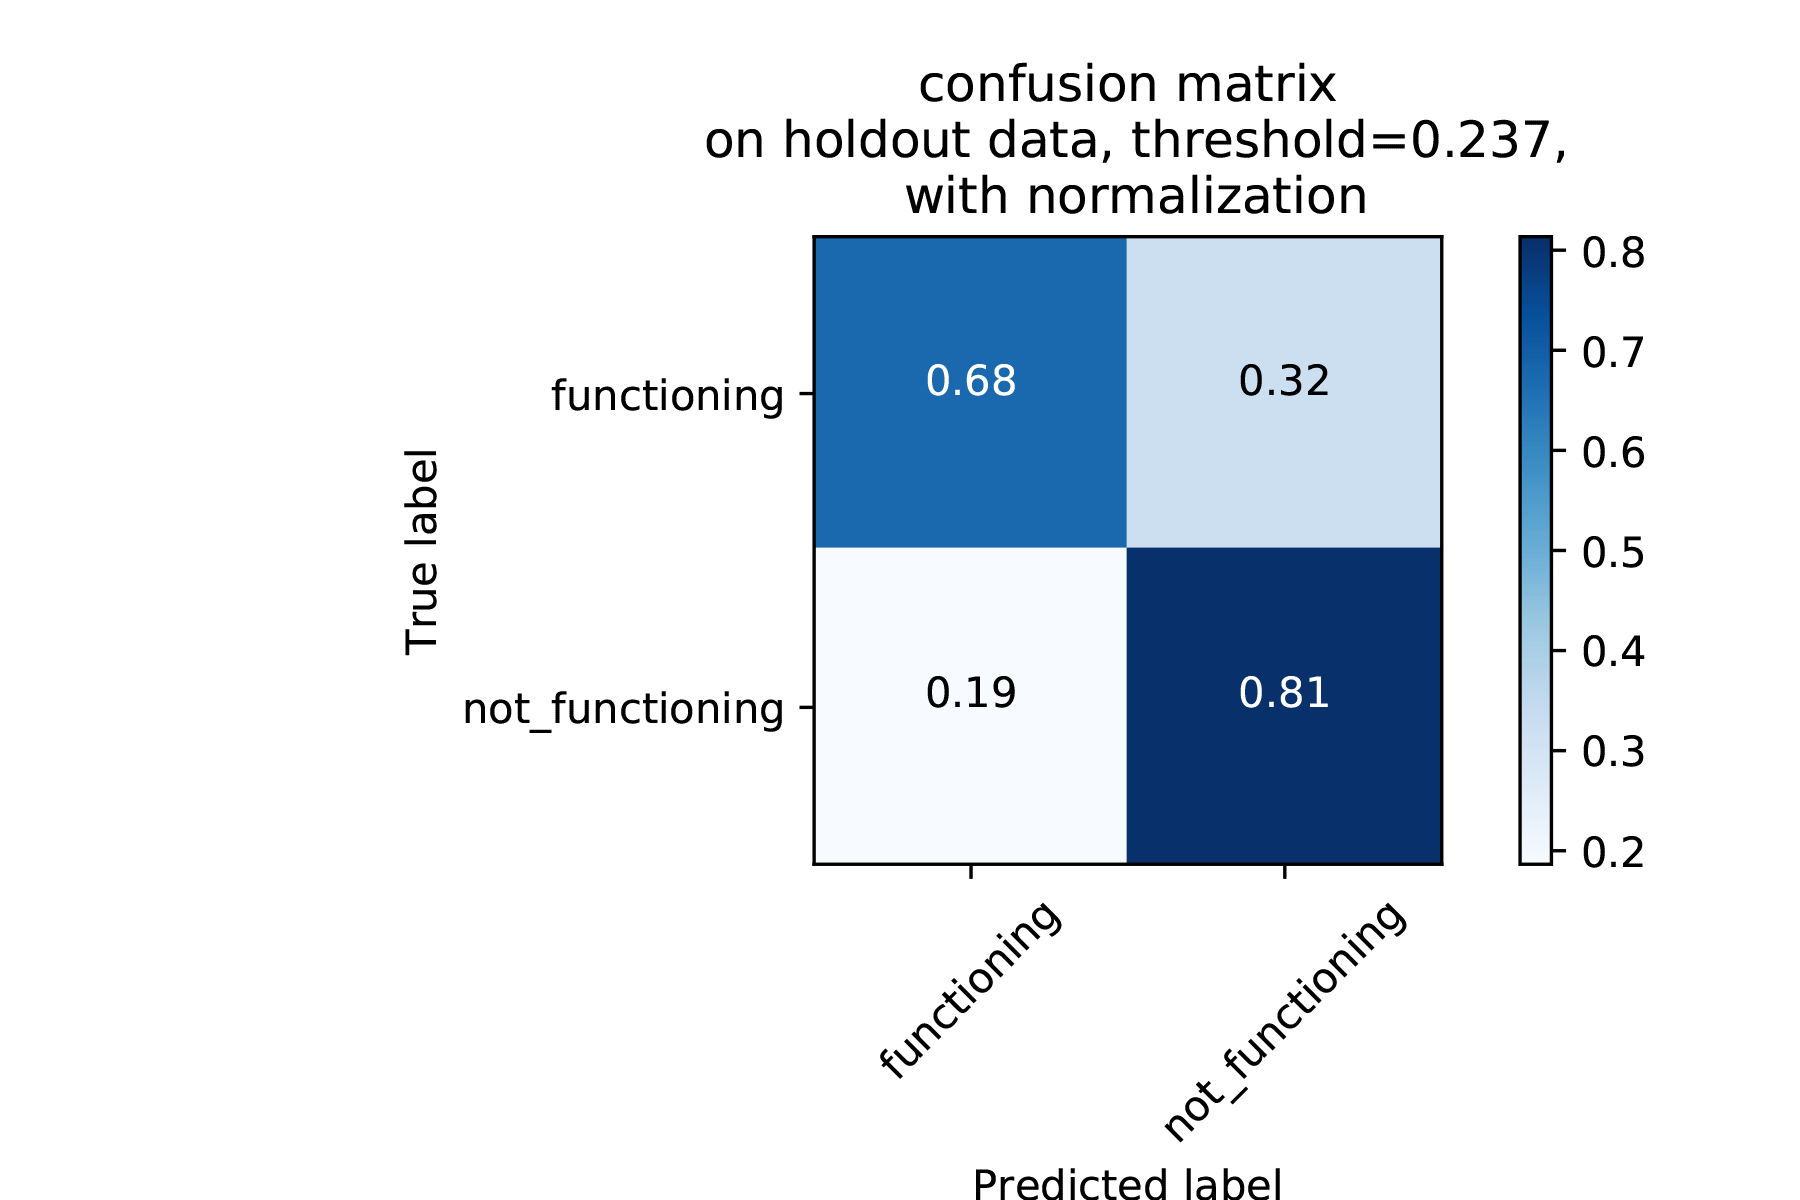 confusion matrix
on holdout data, threshold=0.237,
with normalization
0.8
0.7
0.6
0.5
0.4
0.3
0.2
True label
functioning
0.68
0.32
not_functioning
0.19
0.81
functioning
not_functioning
Predicted label